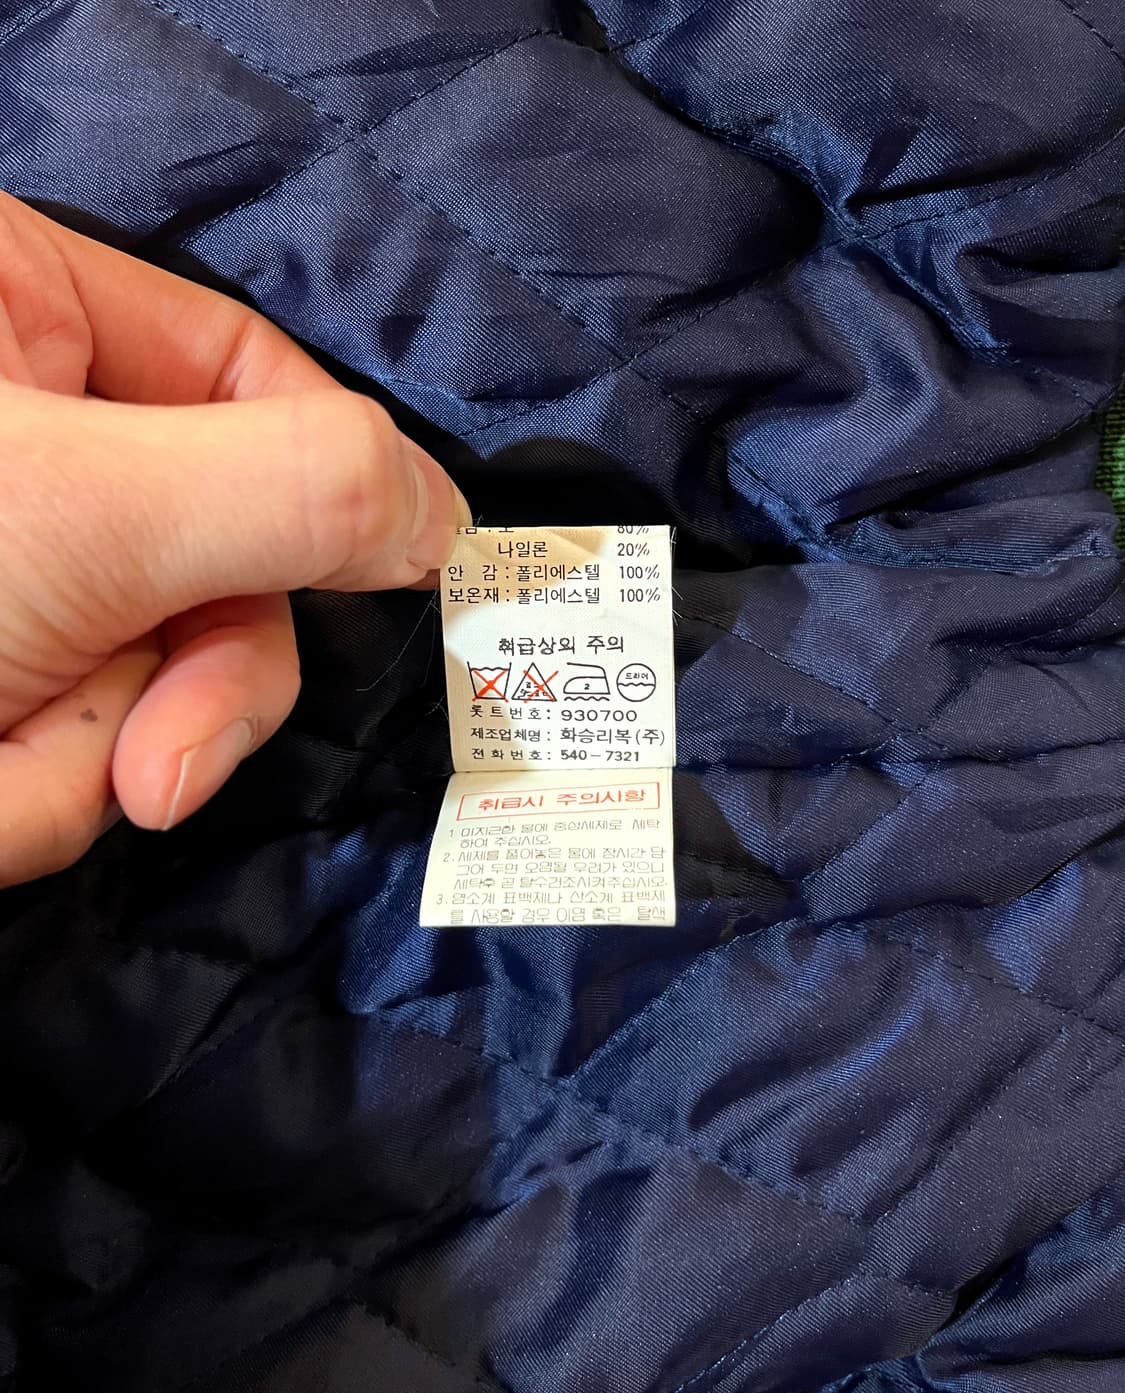 겉감 : 모 80%
나일론 20%
안 감 : 폴리에스텔 100%
보온재 : 폴리에스텔 100%
취급상의 주의
2 드라이
롯트번호 : 930700
제조업체명 : 화승리복(주)
전화번호 : 540-7321
취급시 주의사항
1 미지근한 물에 중성세제로 세탁
하여 주십시오.
2. 세제를 풀어놓은 물에 장시간 담
그어 두면 오염될 우려가 있으니
세탁후 곧 탈수건조시켜주십시오.
3. 염소계 표백제나 산소계 표백제
를 사용할 경우 이염 혹은 탈색